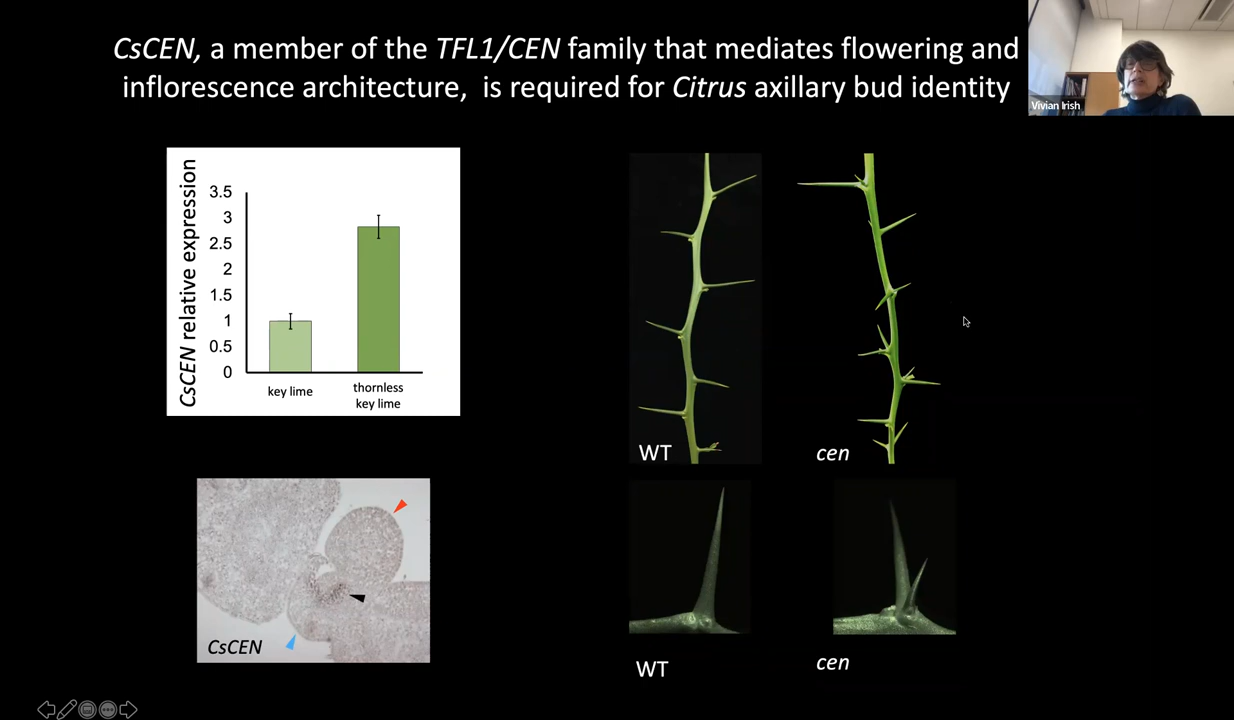 CsCEN, a member of the TFL1/CEN family that mediates flowering and
inflorescence architecture, is required for Citrus axillary bud identity
Vivian Irish
CsCEN relative expression
3.5
3
2.5
2
1.5
1
0.5
0
key lime
thornless
key lime
WT
cen
CsCEN
WT
cen